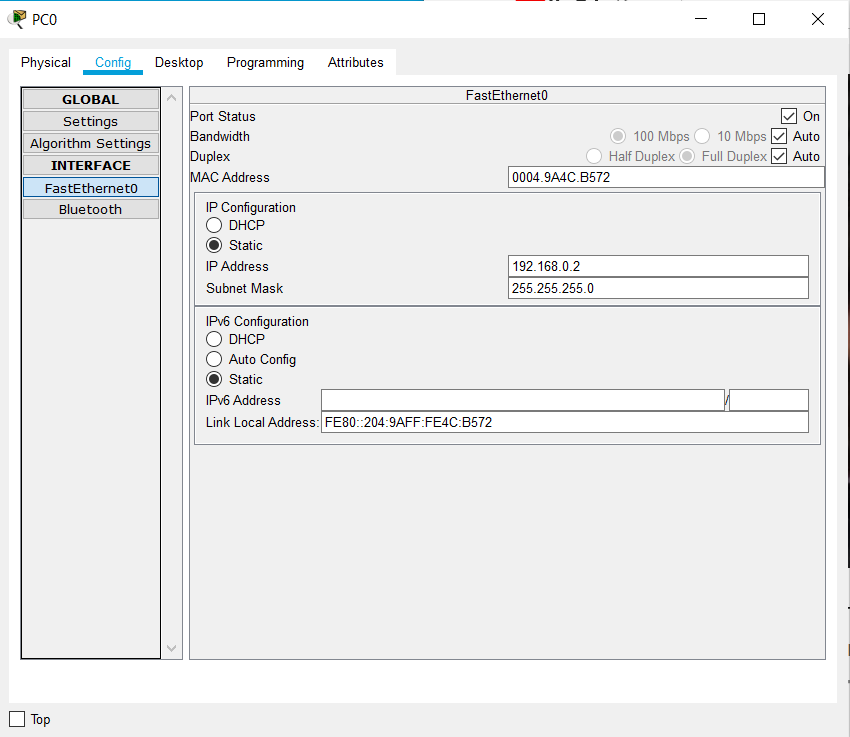 PC0
Physical Config Desktop Programming Attributes
GLOBAL
Settings
Algorithm Settings
INTERFACE
FastEthernet0
Bluetooth
FastEthernet0
Port Status On
Bandwidth 100 Mbps 10 Mbps Auto
Duplex Half Duplex Full Duplex Auto
MAC Address 0004.9A4C.B572
IP Configuration
DHCP
Static
IP Address 192.168.0.2
Subnet Mask 255.255.255.0
IPv6 Configuration
DHCP
Auto Config
Static
IPv6 Address /
Link Local Address: FE80::204:9AFF:FE4C:B572
Top